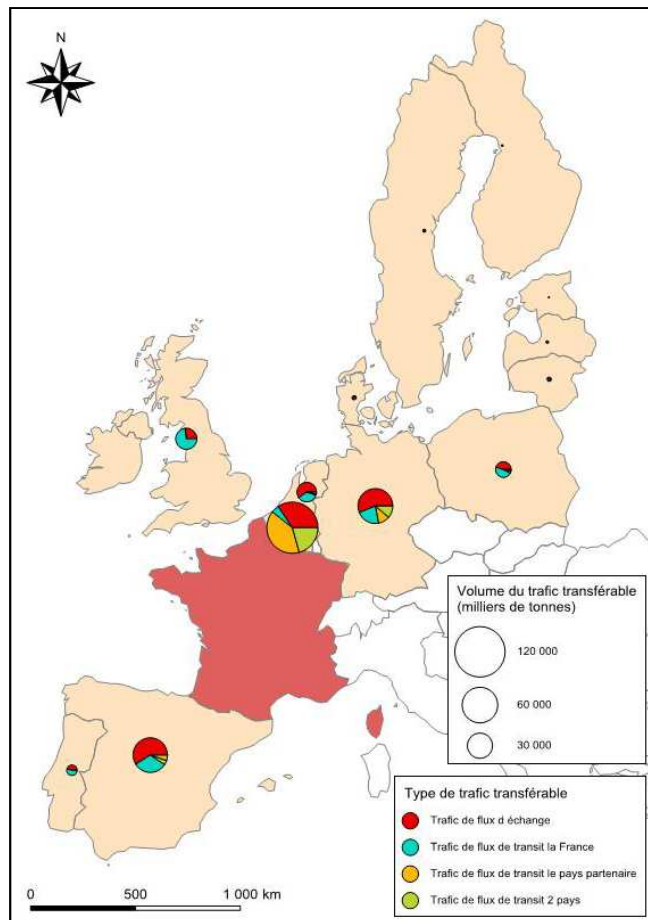 N
Volume du trafic transférable
(milliers de tonnes)
120 000
60 000
30 000
Type de trafic transférable
Trafic de flux d échange
Trafic de flux de transit la France
Trafic de flux de transit le pays partenaire
Trafic de flux de transit 2 pays
0 500 1 000 km